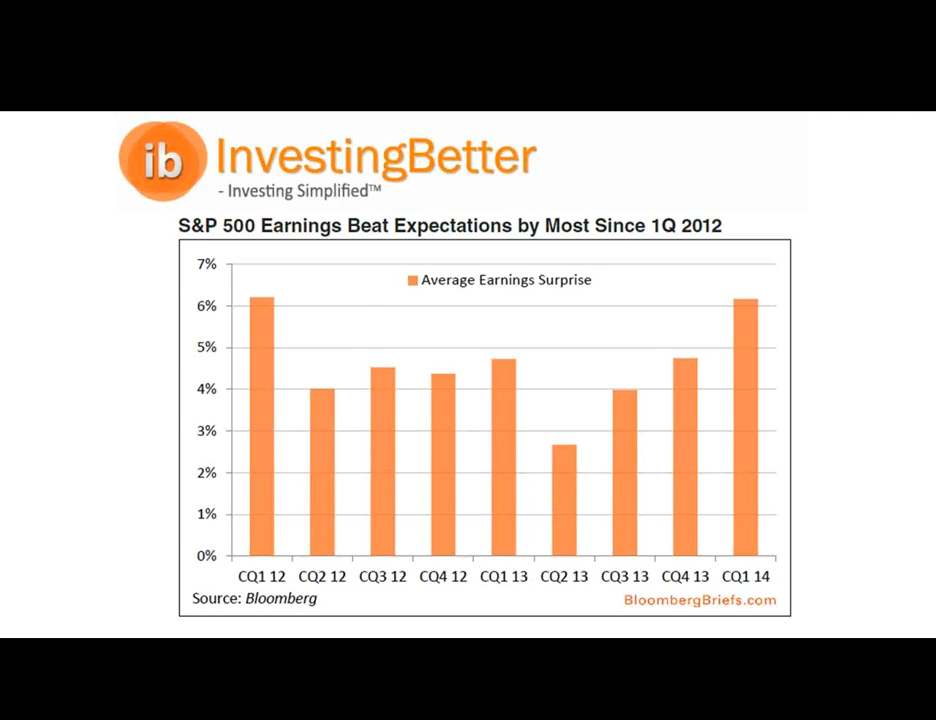 ib InvestingBetter
- Investing Simplified™
S&P 500 Earnings Beat Expectations by Most Since 1Q 2012
7%
Average Earnings Surprise
6%
5%
4%
3%
2%
1%
0%
CQ1 12 CQ2 12 CQ3 12 CQ4 12 CQ1 13 CQ2 13 CQ3 13 CQ4 13 CQ1 14
Source: Bloomberg BloombergBriefs.com